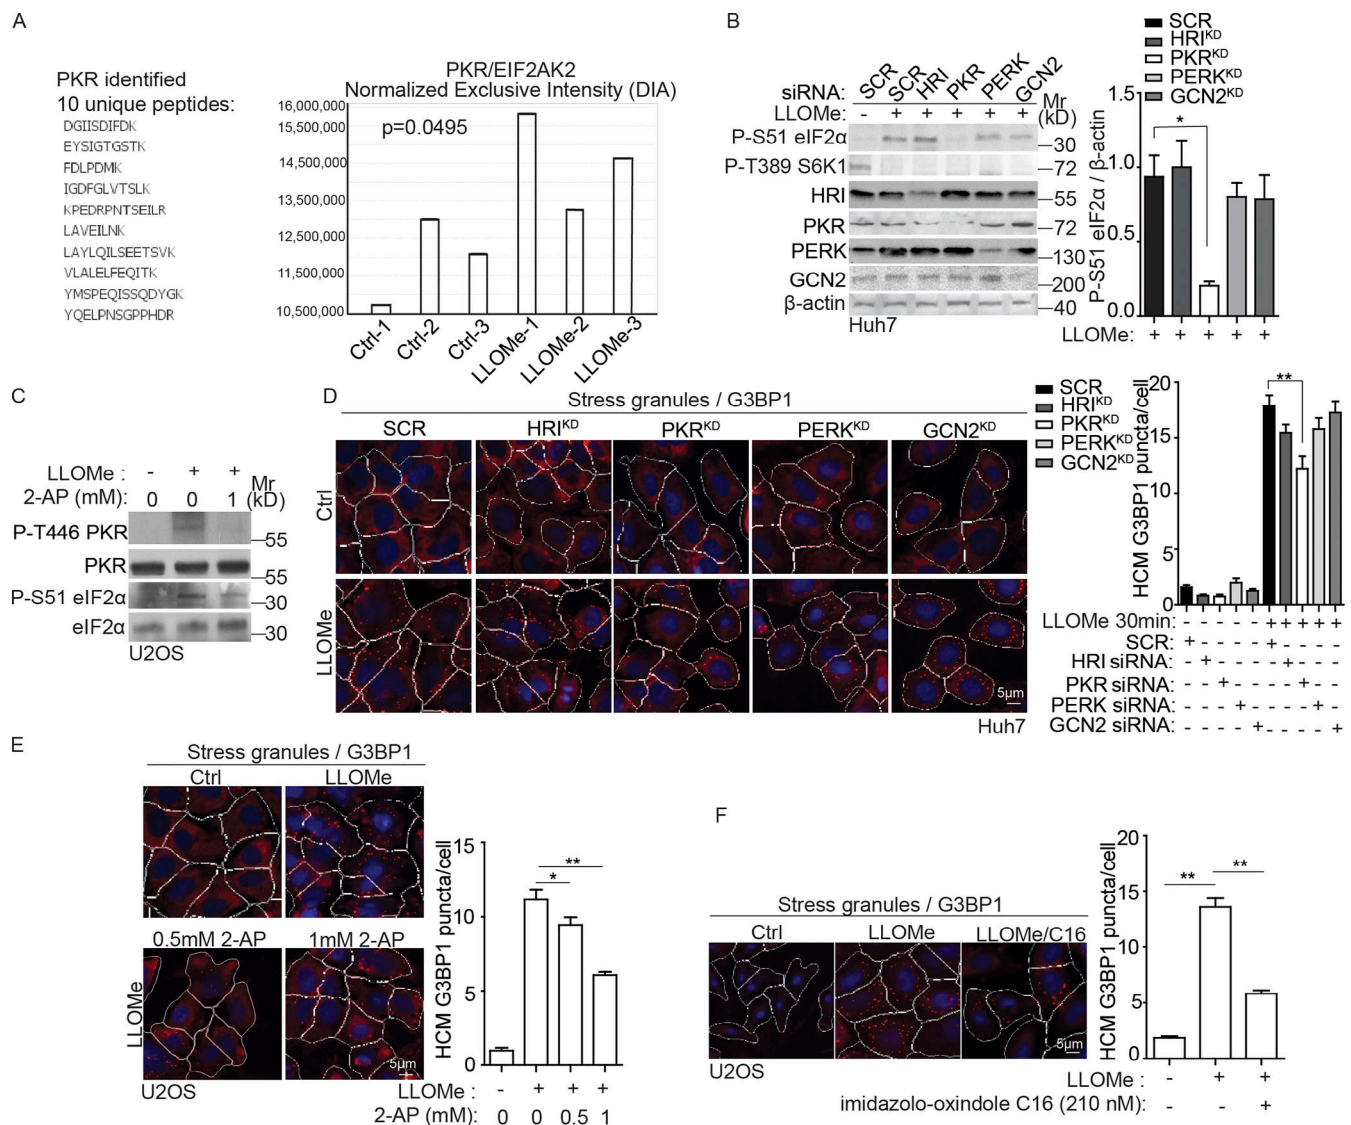 A
PKR identified
10 unique peptides:
DGIISDIFDK
EYSIGTGSTK
FDLPDMK
IGDFGLVTSLK
KPEDRPNTSEILR
LAVEILNK
LAYLQILSEETSVK
VLALELFEQITK
YMSPEQISSQDYGK
YQELPNSGPPHDR
PKR/EIF2AK2
Normalized Exclusive Intensity (DIA)
p=0.0495
16,000,000
15,500,000
14,500,000
13,500,000
12,500,000
11,500,000
10,500,000
Ctrl-1
Ctrl-2
Ctrl-3
LLOMe-1
LLOMe-2
LLOMe-3
B
siRNA: SCR SCR HRI PKR PERK GCN2
LLOMe: - + + + + +
Mr
(kD)
P-S51 eIF2α
30
P-T389 S6K1
72
HRI
55
PKR
72
PERK
130
GCN2
200
β-actin
40
Huh7
SCR
HRIKD
PKRKD
PERKKD
GCN2KD
P-S51 eIF2α / β-actin
1.5
1.0
0.5
0.0
*
LLOMe: + + + + +
C
LLOMe : - + +
2-AP (mM): 0 0 1
Mr
(kD)
P-T446 PKR
55
PKR
55
P-S51 eIF2α
30
eIF2α
30
U2OS
D
Stress granules / G3BP1
SCR HRIKD PKRKD PERKKD GCN2KD
Ctrl
LLOMe
5µm
Huh7
SCR
HRIKD
PKRKD
PERKKD
GCN2KD
HCM G3BP1 puncta/cell
20
15
10
5
0
**
LLOMe 30min: - - - - - + + + + +
SCR: + - - - - + - - - -
HRI siRNA: - + - - - - + - - -
PKR siRNA: - - + - - - - + - -
PERK siRNA: - - - + - - - - + -
GCN2 siRNA: - - - - + - - - - +
E
Stress granules / G3BP1
Ctrl LLOMe
0.5mM 2-AP 1mM 2-AP
LLOMe
5µm
U2OS
HCM G3BP1 puncta/cell
15
10
5
0
**
*
LLOMe : - + + +
2-AP (mM): 0 0 0.5 1
F
Stress granules / G3BP1
Ctrl LLOMe LLOMe/C16
5µm
U2OS
HCM G3BP1 puncta/cell
20
15
10
5
0
** **
LLOMe : - + +
imidazolo-oxindole C16 (210 nM): - - +